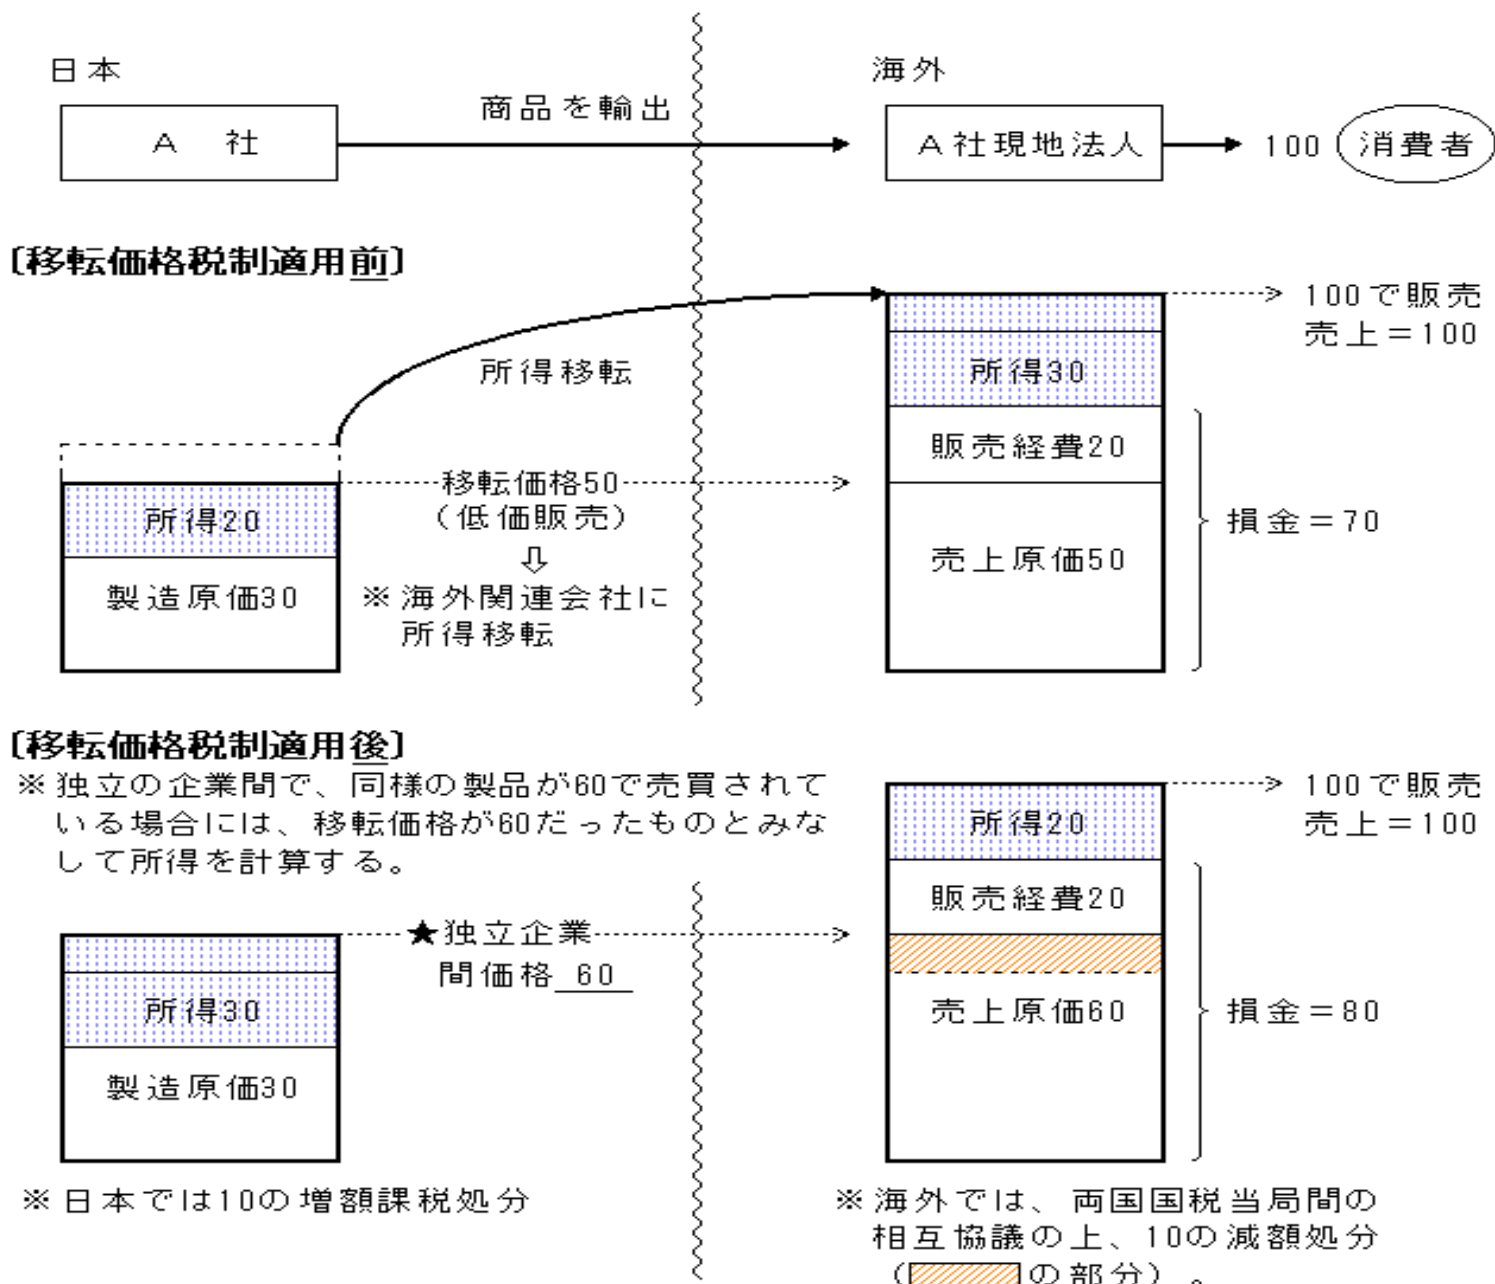 日本
海外
商品を輸出
A　社
A社現地法人
100
消費者
〔移転価格税制適用前〕
100で販売
売上＝100
所得移転
所得30
販売経費20
移転価格50
（低価販売）
⇩
所得20
売上原価50
損金＝70
製造原価30
※海外関連会社に
所得移転
〔移転価格税制適用後〕
※独立の企業間で、同様の製品が60で売買されて
いる場合には、移転価格が60だったものとみな
して所得を計算する。
100で販売
売上＝100
所得20
販売経費20
★独立企業
間価格 60
所得30
売上原価60
損金＝80
製造原価30
※日本では10の増額課税処分
※海外では、両国国税当局間の
相互協議の上、10の減額処分
（　　の部分）。